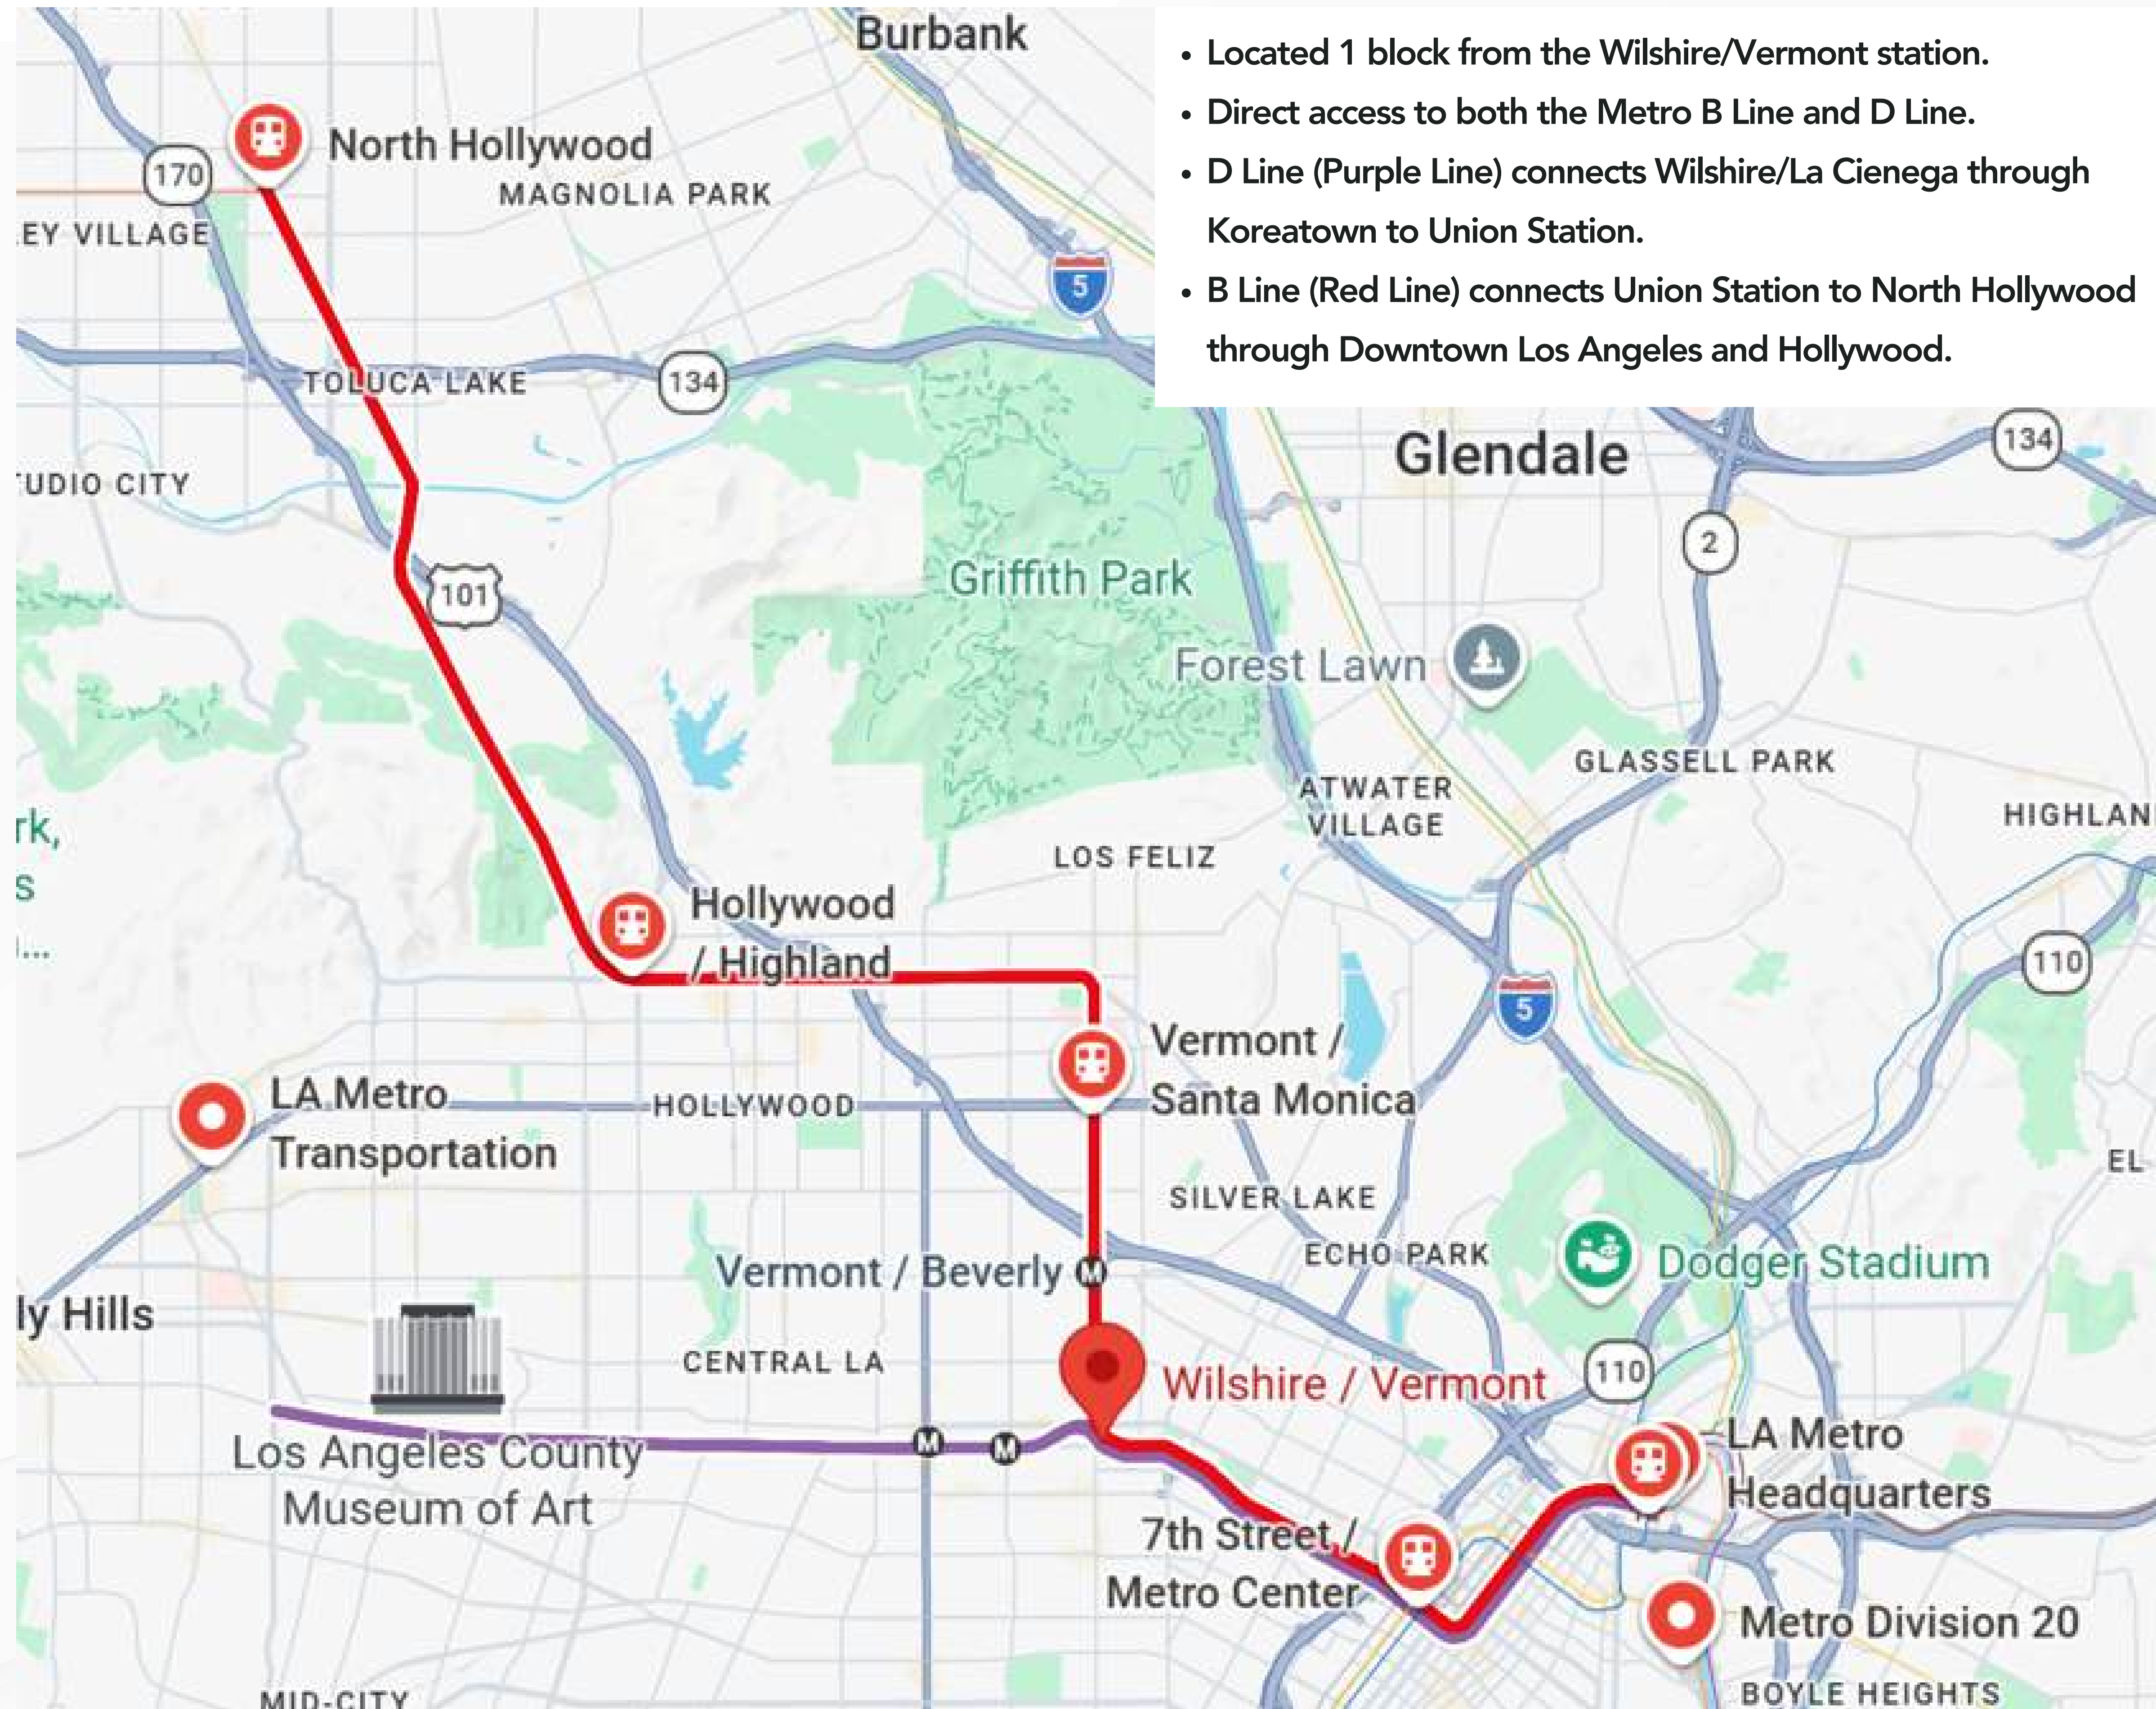 Burbank
• Located 1 block from the Wilshire/Vermont station.
• Direct access to both the Metro B Line and D Line.
• D Line (Purple Line) connects Wilshire/La Cienega through
Koreatown to Union Station.
• B Line (Red Line) connects Union Station to North Hollywood
through Downtown Los Angeles and Hollywood.
North Hollywood
170
MAGNOLIA PARK
EY VILLAGE
5
TOLUCA LAKE
134
Glendale
134
UDIO CITY
2
101
Griffith Park
Forest Lawn
GLASSELL PARK
ATWATER
VILLAGE
HIGHLAN
rk,
s
LOS FELIZ
Hollywood
/ Highland
...
110
5
Vermont /
Santa Monica
LA Metro
Transportation
HOLLYWOOD
EL
SILVER LAKE
ECHO PARK
Dodger Stadium
Vermont / Beverly M
ly Hills
CENTRAL LA
Wilshire / Vermont
110
M
M
LA Metro
Headquarters
Los Angeles County
Museum of Art
7th Street /
Metro Center
Metro Division 20
MID-CITY
BOYLE HEIGHTS